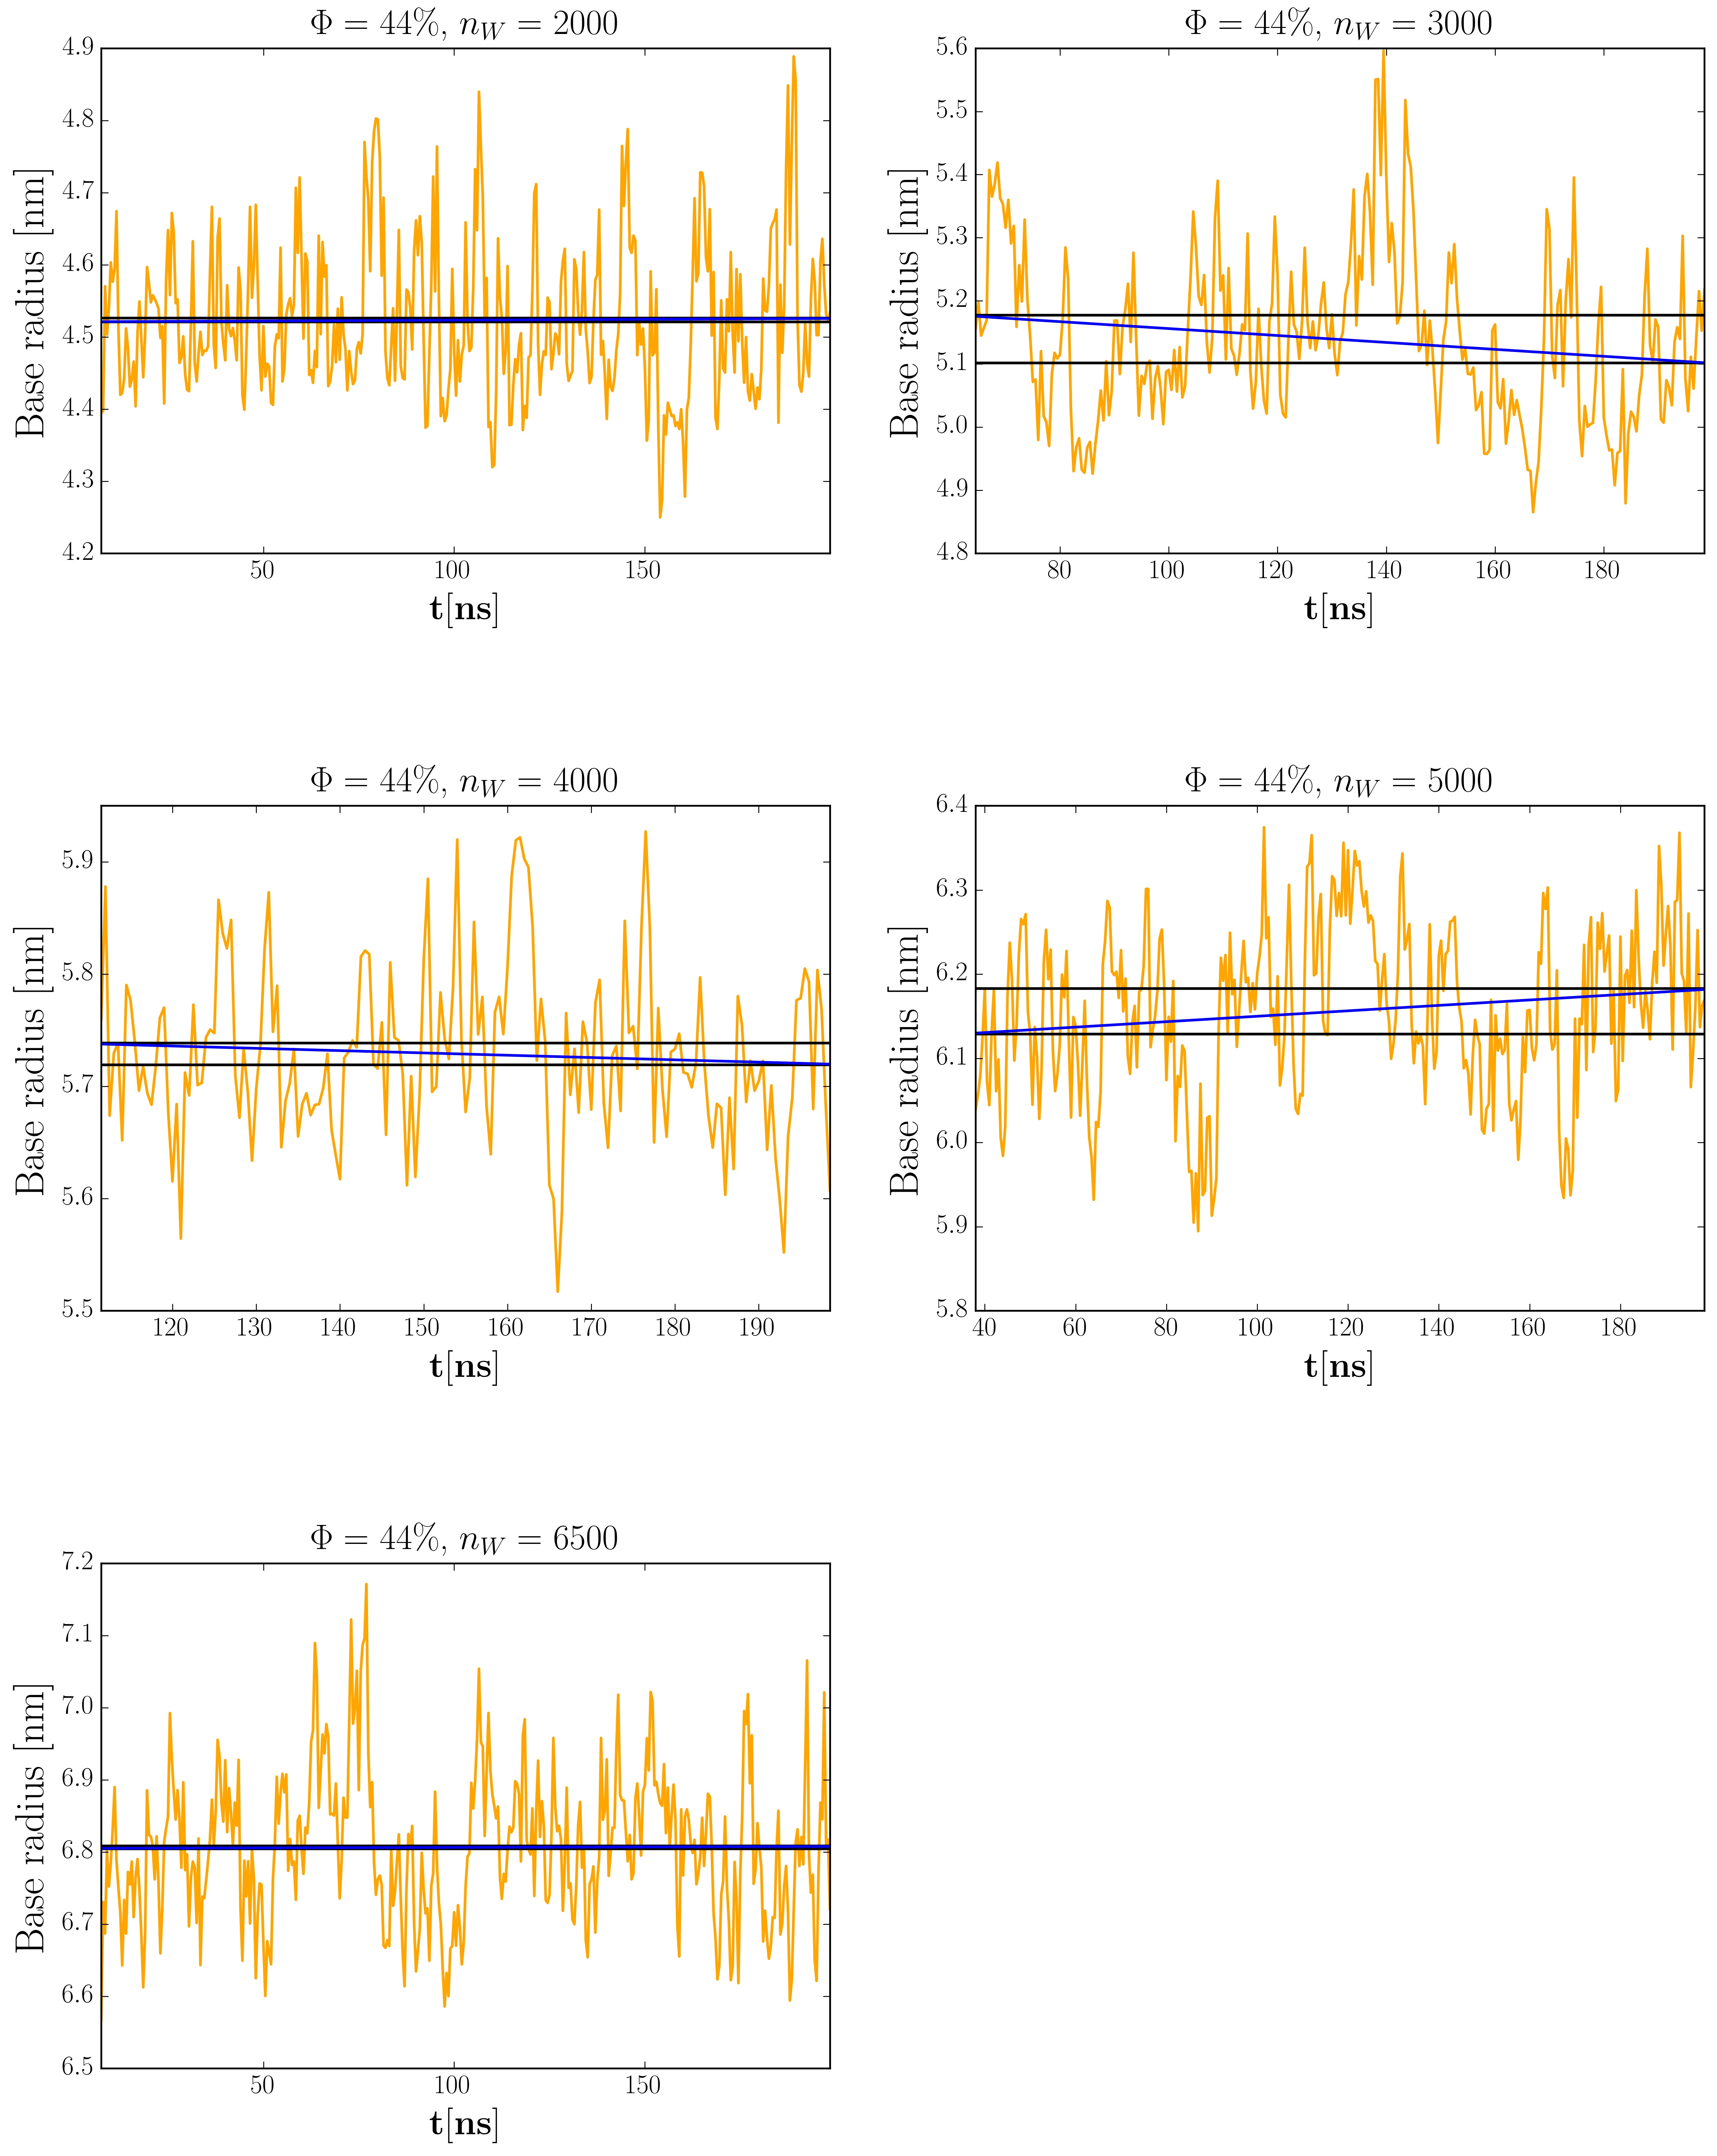 Φ = 44%, n_W = 2000
4.9
4.8
4.7
4.6
4.5
4.4
4.3
4.2
Base radius [nm]
50 100 150
t[ns]
Φ = 44%, n_W = 3000
5.6
5.5
5.4
5.3
5.2
5.1
5.0
4.9
4.8
Base radius [nm]
80 100 120 140 160 180
t[ns]
Φ = 44%, n_W = 4000
5.9
5.8
5.7
5.6
5.5
Base radius [nm]
120 130 140 150 160 170 180 190
t[ns]
Φ = 44%, n_W = 5000
6.4
6.3
6.2
6.1
6.0
5.9
5.8
Base radius [nm]
40 60 80 100 120 140 160 180
t[ns]
Φ = 44%, n_W = 6500
7.2
7.1
7.0
6.9
6.8
6.7
6.6
6.5
Base radius [nm]
50 100 150
t[ns]